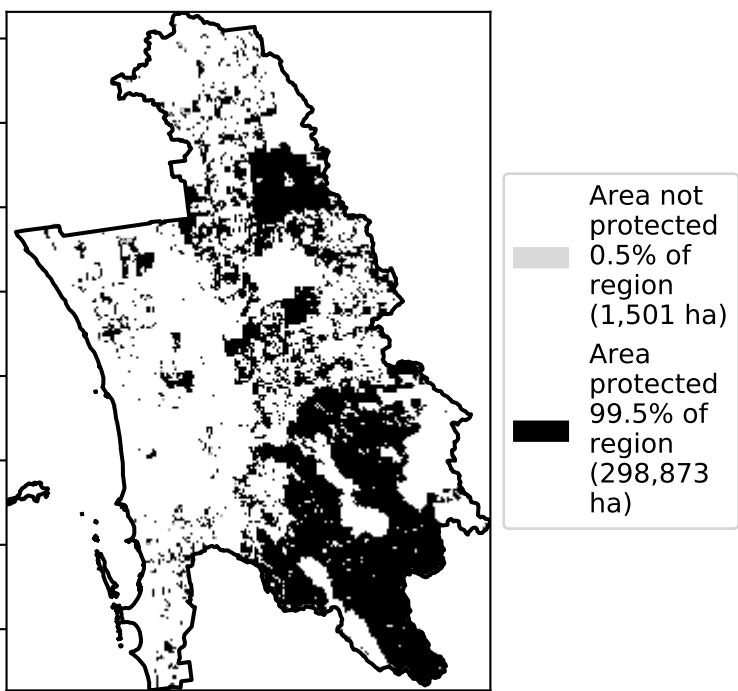 Area not
protected
0.5% of
region
(1,501 ha)
Area
protected
99.5% of
region
(298,873
ha)